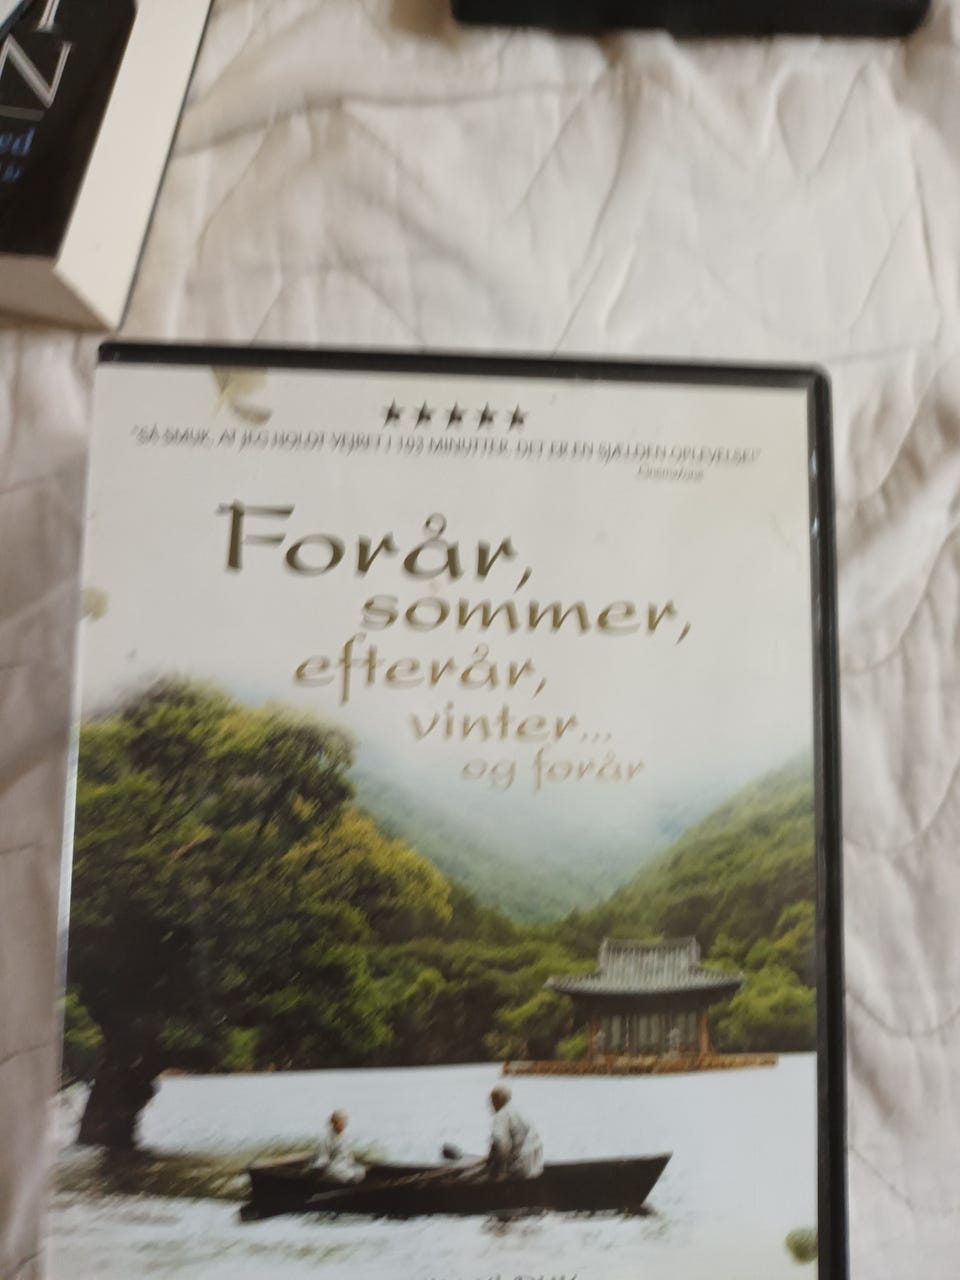 ed
★★★★★
"SÅ SMUK, AT JEG HOLDT VEJRET I 103 MINUTTER. DET ER EN SJÆLDEN OPLEVELSE!"
Forår,
sommer,
efterår,
vinter...
og forår